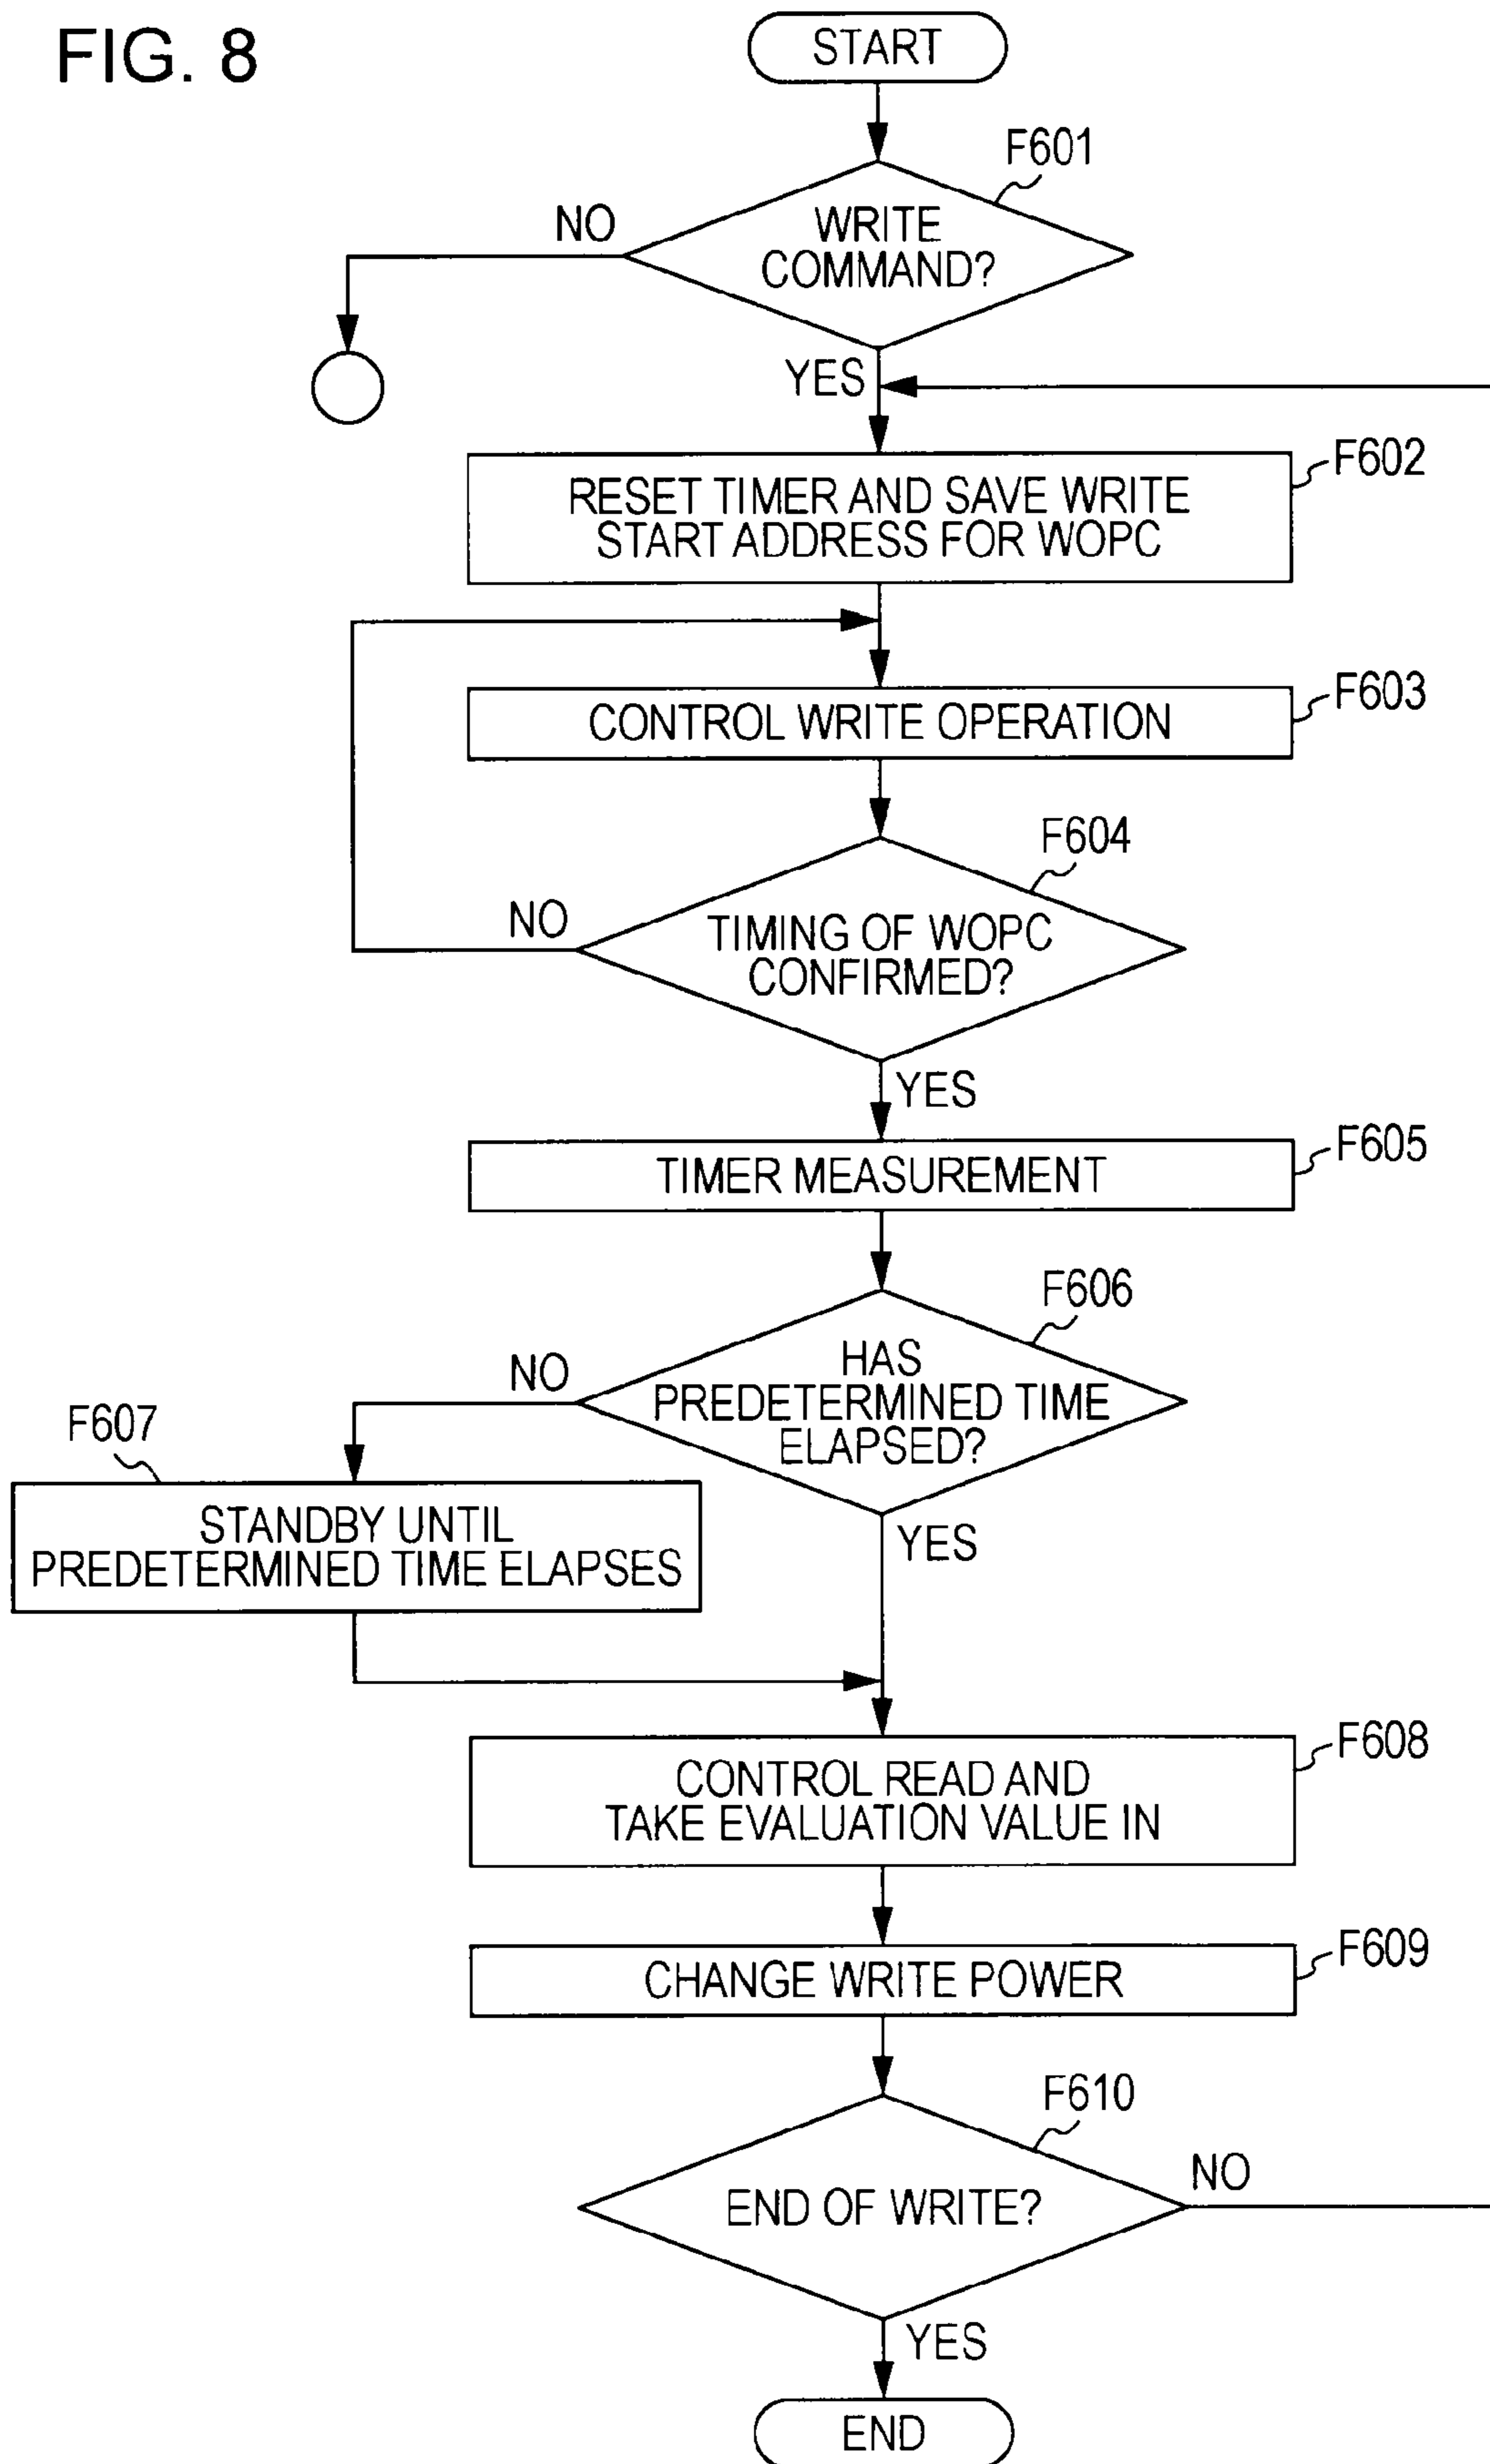 FIG. 8
START
F601
NO
WRITE
COMMAND?
YES
F602
RESET TIMER AND SAVE WRITE
START ADDRESS FOR WOPC
F603
CONTROL WRITE OPERATION
F604
NO
TIMING OF WOPC
CONFIRMED?
YES
F605
TIMER MEASUREMENT
F606
NO
HAS
PREDETERMINED TIME
ELAPSED?
F607
YES
STANDBY UNTIL
PREDETERMINED TIME ELAPSES
F608
CONTROL READ AND
TAKE EVALUATION VALUE IN
F609
CHANGE WRITE POWER
F610
NO
END OF WRITE?
YES
END